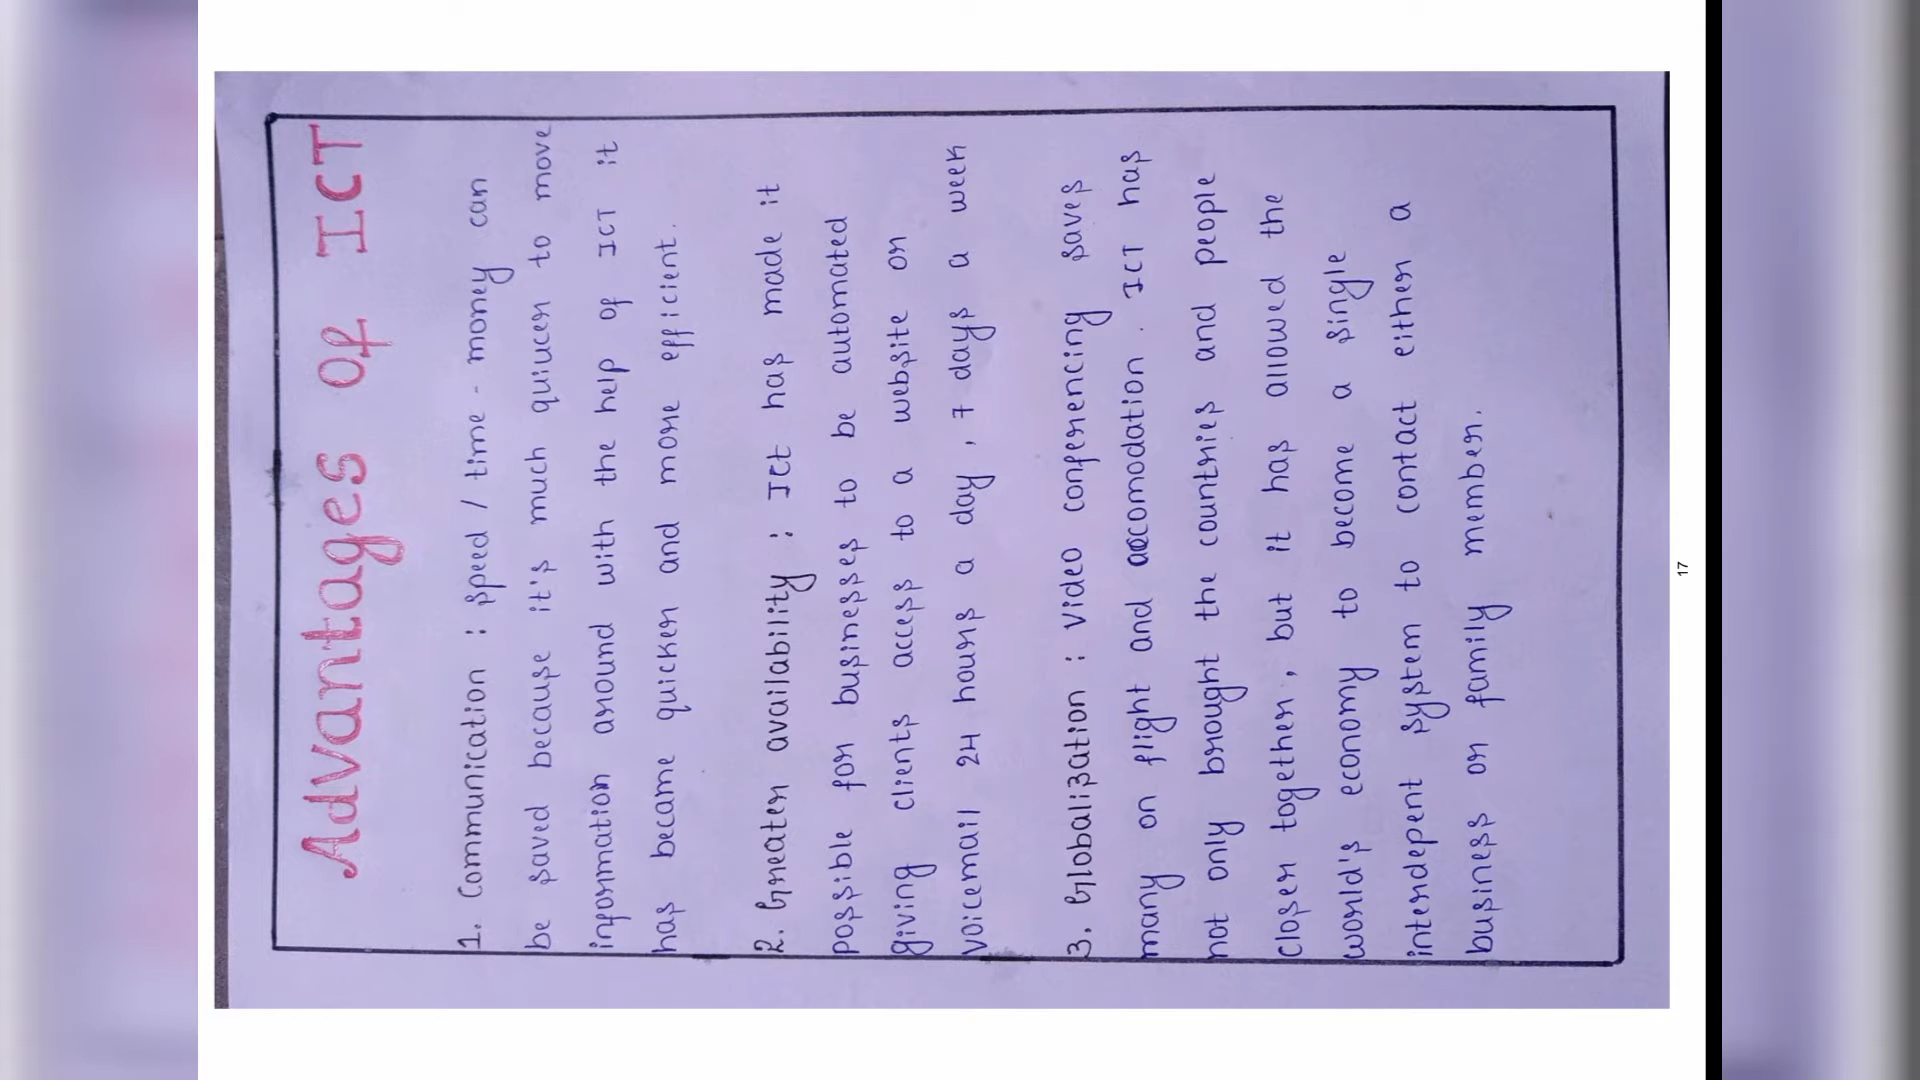 Advantages of ICT
1. Communication : speed / time - money can
be saved because it's much quiucer to move
information around with the help of ICT it
has became quicker and more efficient.
2. Greater availability : Ict has made it
possible for businesses to be automated
giving clients access to a website or
voicemail 24 hours a day , 7 days a week
3. Globalization : video conferencing saves
many on flight and accomodation . ICT has
not only brought the countries and people
closer together , but it has allowed the
world's economy to become a single
interdepent system to contact either a
business or family member.
17